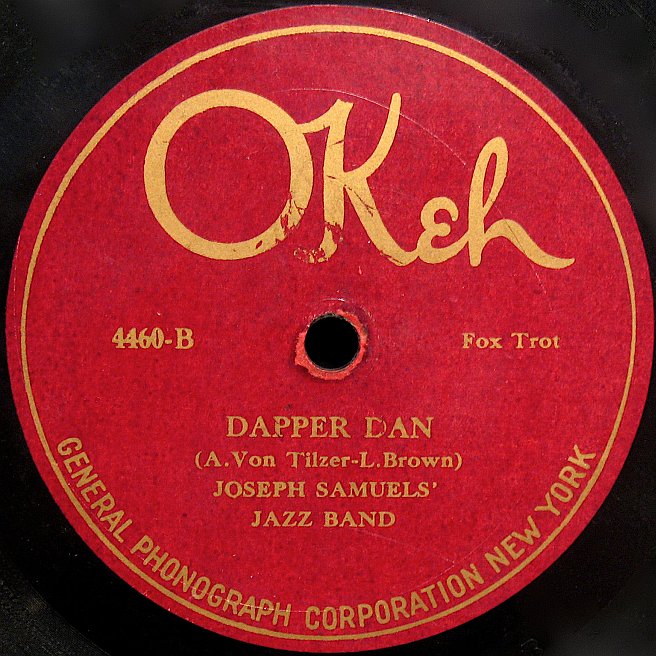 OKeh
4460-B
Fox Trot
DAPPER DAN
(A.Von Tilzer-L.Brown)
JOSEPH SAMUELS'
JAZZ BAND
GENERAL PHONOGRAPH CORPORATION NEW YORK